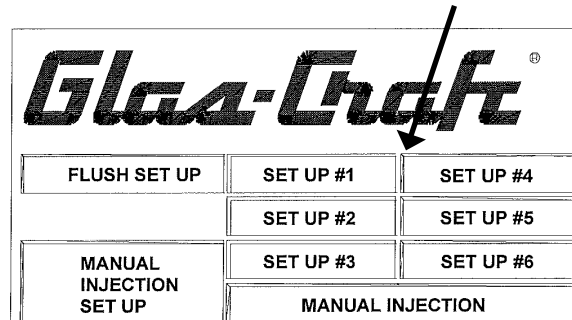 Glas-Craft ®
FLUSH SET UP
SET UP #1
SET UP #4
SET UP #2
SET UP #5
MANUAL
INJECTION
SET UP
SET UP #3
SET UP #6
MANUAL INJECTION